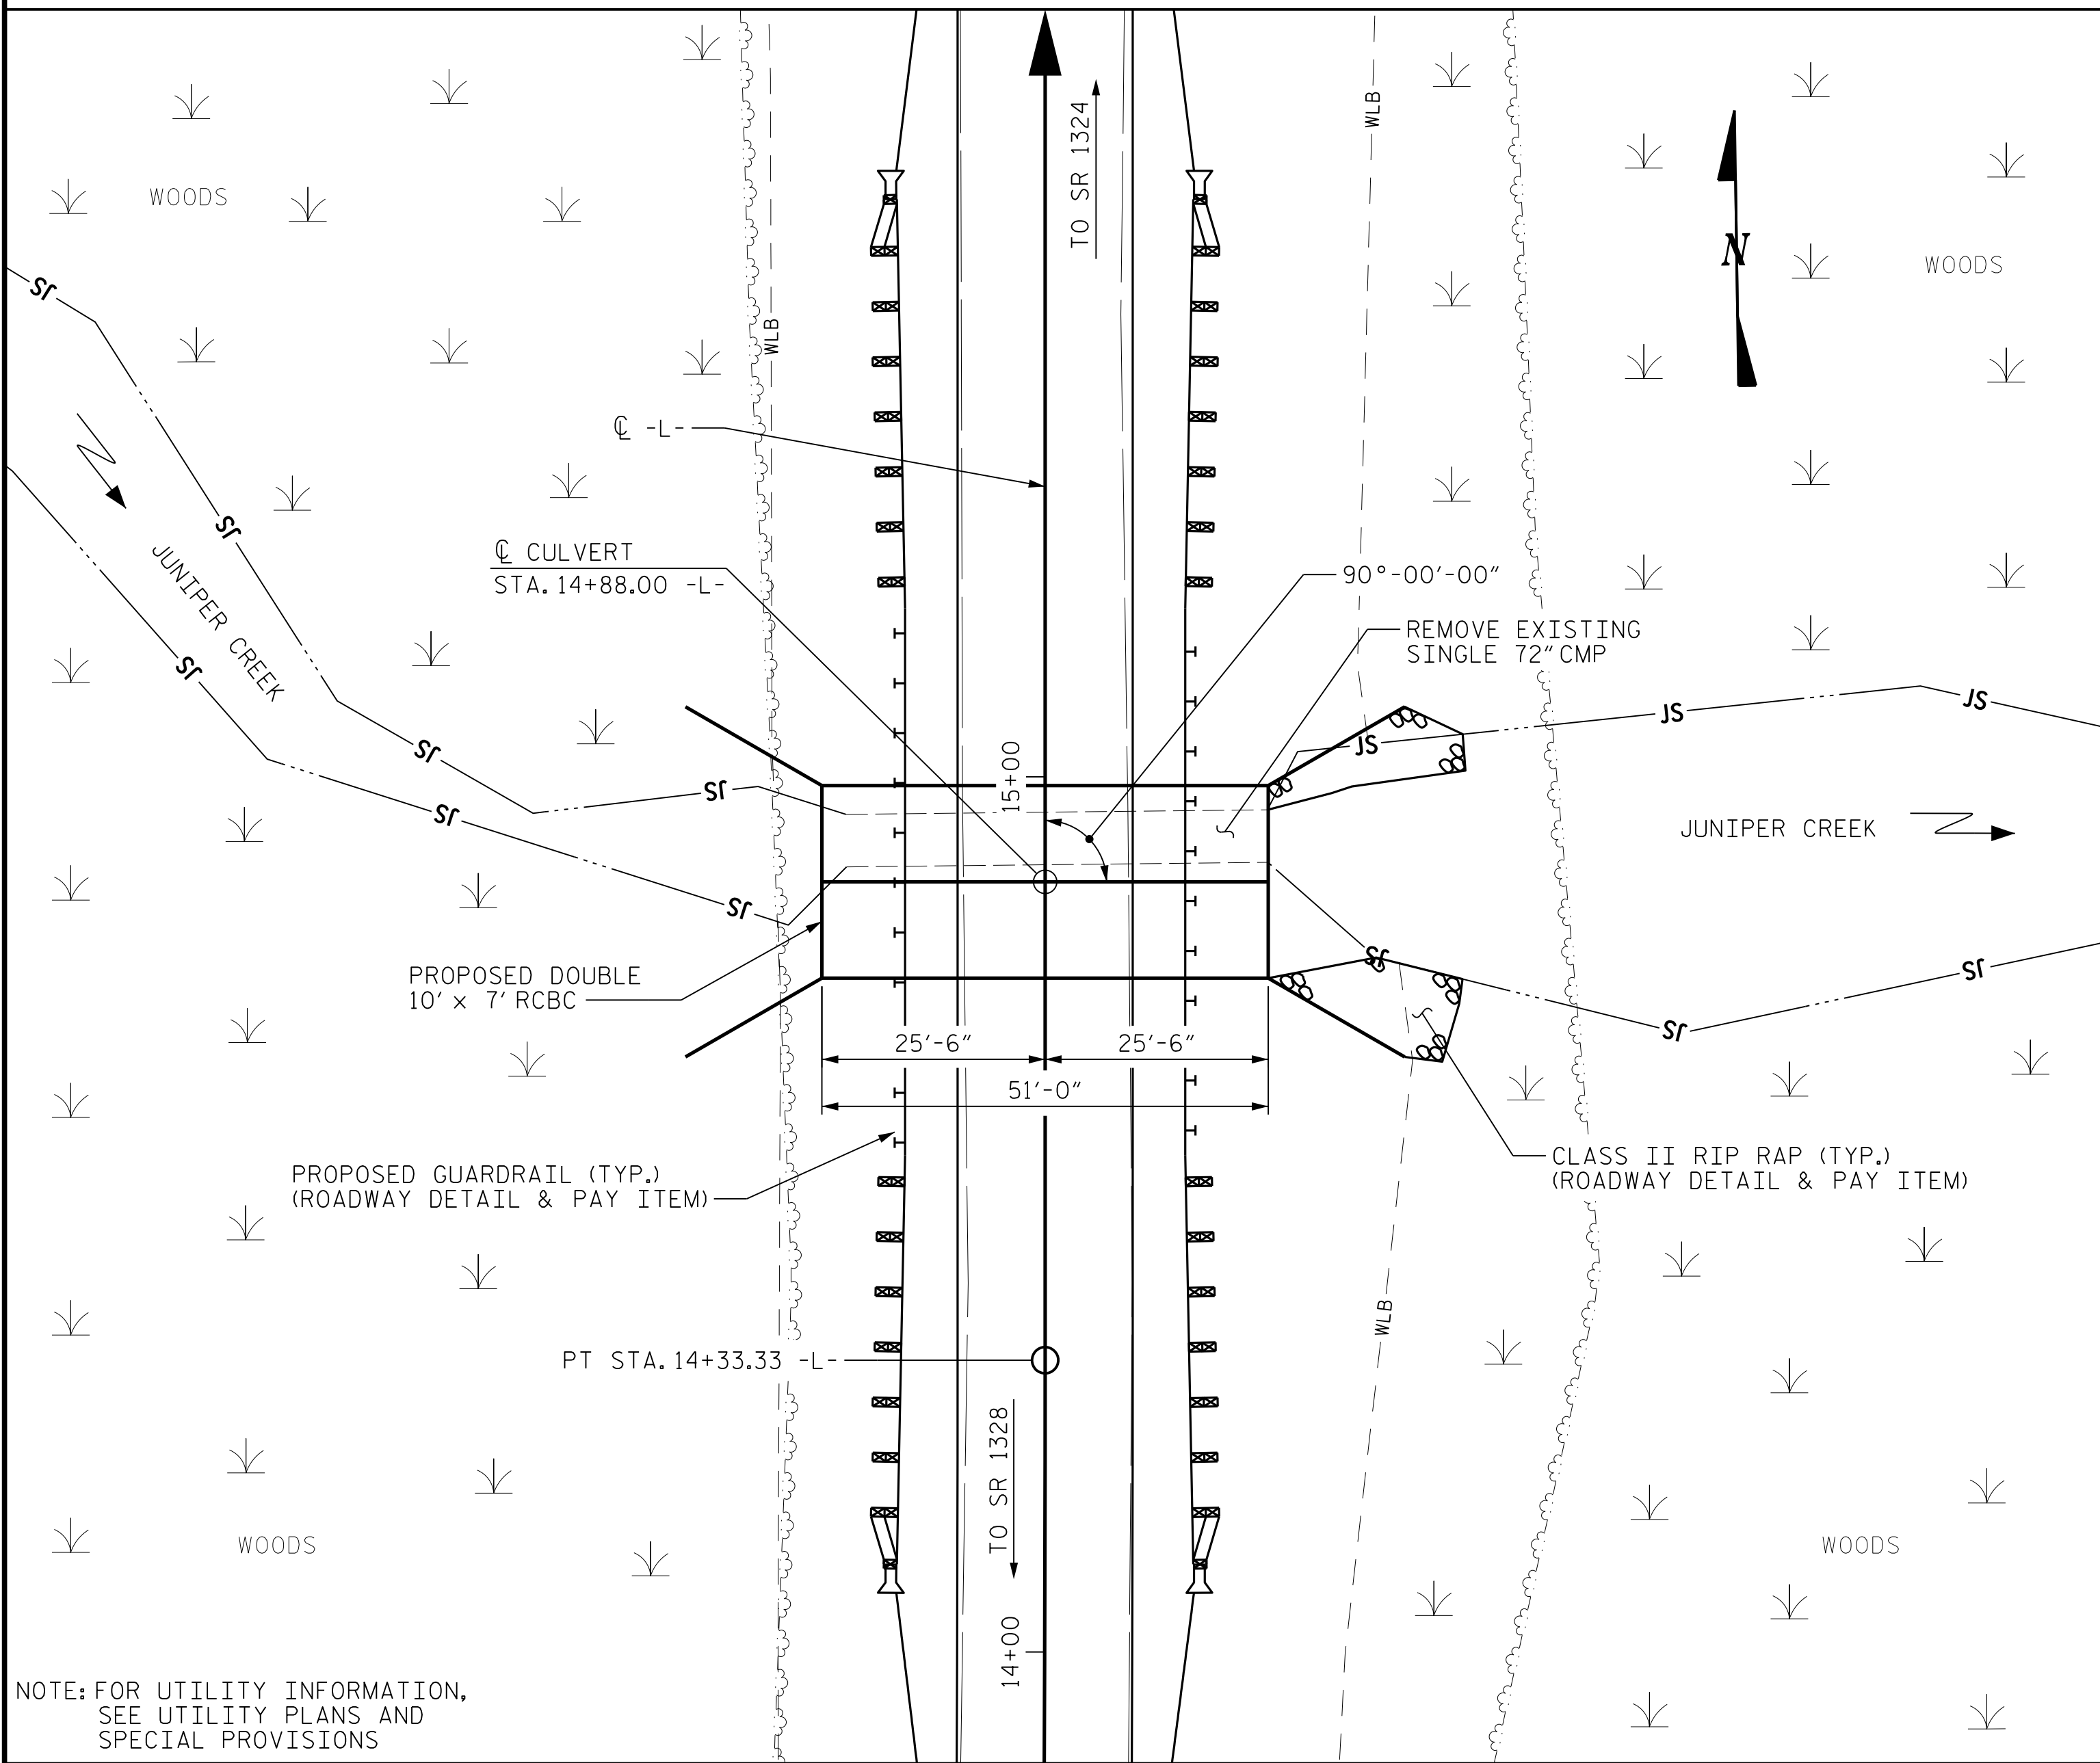 WLB
TO SR 1324
WOODS
N
WOODS
JS
WLB
℄ -L-
JS
℄ CULVERT
STA. 14+88.00 -L-
90°-00'-00"
REMOVE EXISTING
SINGLE 72" CMP
JUNIPER CREEK
JS
JS
JS
JS
JS
15+00
JS
JS
JUNIPER CREEK
JS
JS
JS
PROPOSED DOUBLE
10' x 7' RCBC
JS
25'-6"
25'-6"
51'-0"
PROPOSED GUARDRAIL (TYP.)
(ROADWAY DETAIL & PAY ITEM)
CLASS II RIP RAP (TYP.)
(ROADWAY DETAIL & PAY ITEM)
WLB
PT STA. 14+33.33 -L-
TO SR 1328
WOODS
WOODS
14+00
NOTE: FOR UTILITY INFORMATION,
SEE UTILITY PLANS AND
SPECIAL PROVISIONS